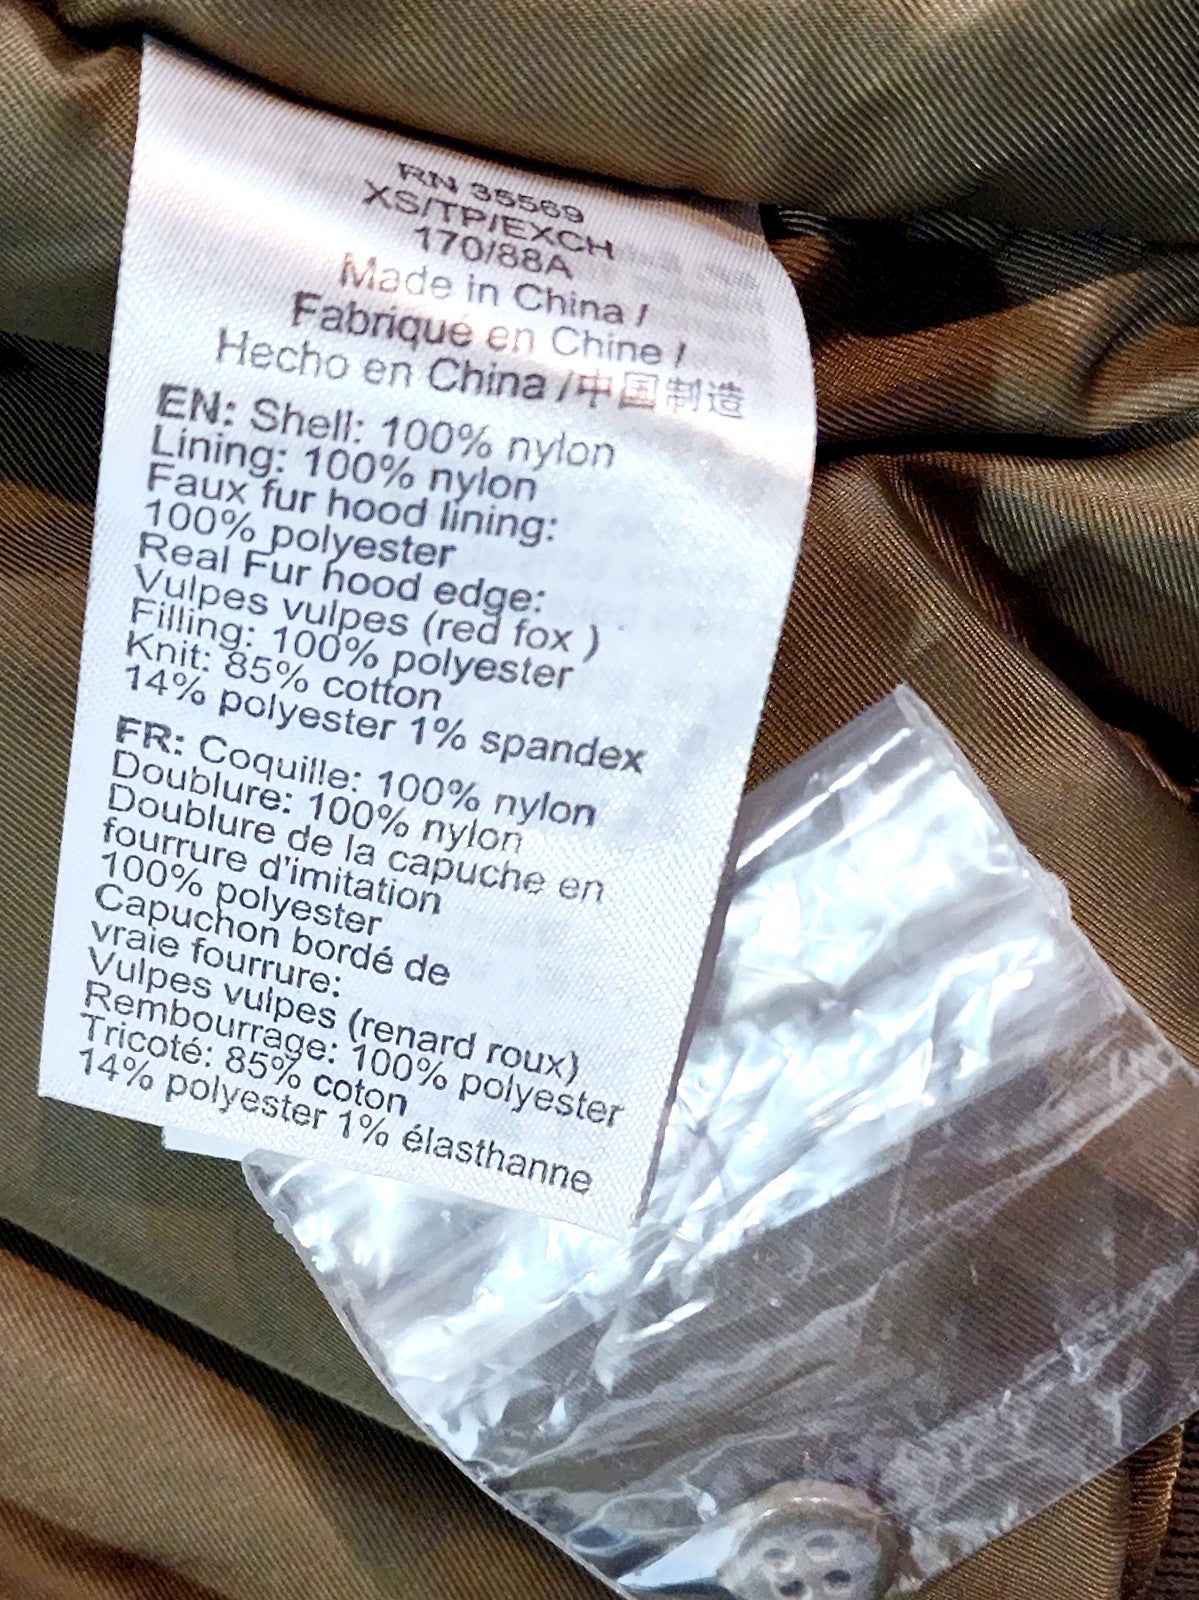 RN 35569
XS/TP/EXCH
170/88A
Made in China /
Fabriqué en Chine /
Hecho en China /中国制造
EN: Shell: 100% nylon
Lining: 100% nylon
Faux fur hood lining:
100% polyester
Real Fur hood edge:
Vulpes vulpes (red fox )
Filling: 100% polyester
Knit: 85% cotton
14% polyester 1% spandex
FR: Coquille: 100% nylon
Doublure: 100% nylon
Doublure de la capuche en
fourrure d'imitation
100% polyester
Capuchon bordé de
vraie fourrure:
Vulpes vulpes (renard roux)
Rembourrage: 100% polyester
Tricoté: 85% coton
14% polyester 1% élasthanne